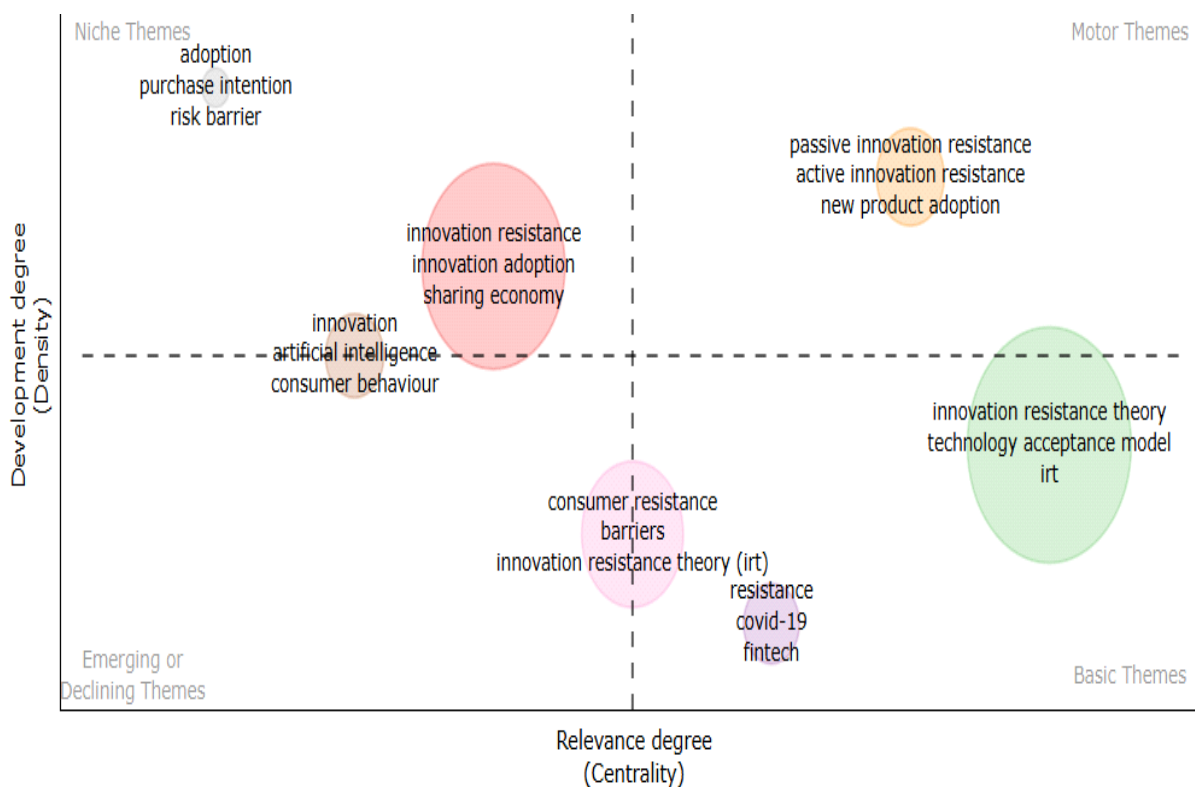 Niche Themes
Motor Themes
adoption
purchase intention
risk barrier
passive innovation resistance
active innovation resistance
new product adoption
innovation resistance
innovation adoption
sharing economy
innovation
artificial intelligence
consumer behaviour
innovation resistance theory
technology acceptance model
irt
consumer resistance
barriers
innovation resistance theory (irt)
resistance
covid-19
fintech
Emerging or
Declining Themes
Basic Themes
Development degree
(Density)
Relevance degree
(Centrality)